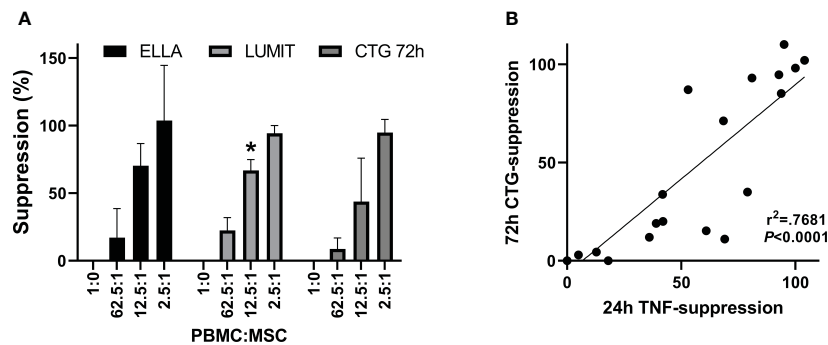 A
ELLA LUMIT CTG 72h
Suppression (%)
150
100
50
0
*
1:0 62.5:1 12.5:1 2.5:1 1:0 62.5:1 12.5:1 2.5:1 1:0 62.5:1 12.5:1 2.5:1
PBMC:MSC
B
72h CTG-suppression
100
50
0
r²=.7681
P<0.0001
0 50 100
24h TNF-suppression